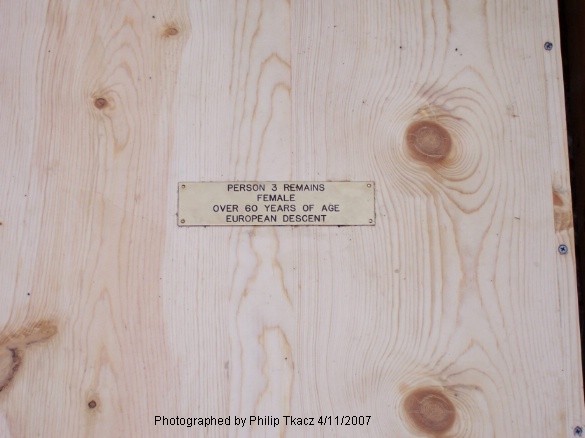 PERSON 3 REMAINS
FEMALE
OVER 60 YEARS OF AGE
EUROPEAN DESCENT
Photographed by Philip Tkacz 4/11/2007